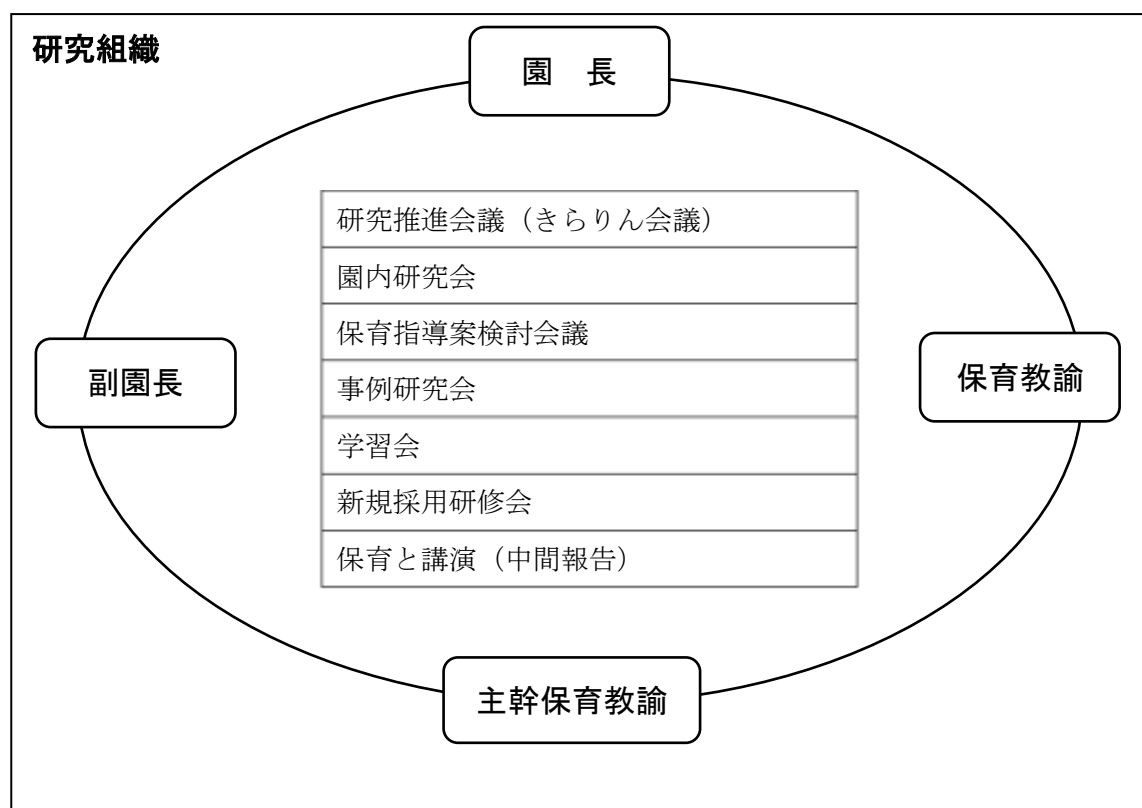 研究組織
園　長
研究推進会議（きらりん会議）
園内研究会
保育指導案検討会議
副園長
保育教諭
事例研究会
学習会
新規採用研修会
保育と講演（中間報告）
主幹保育教諭